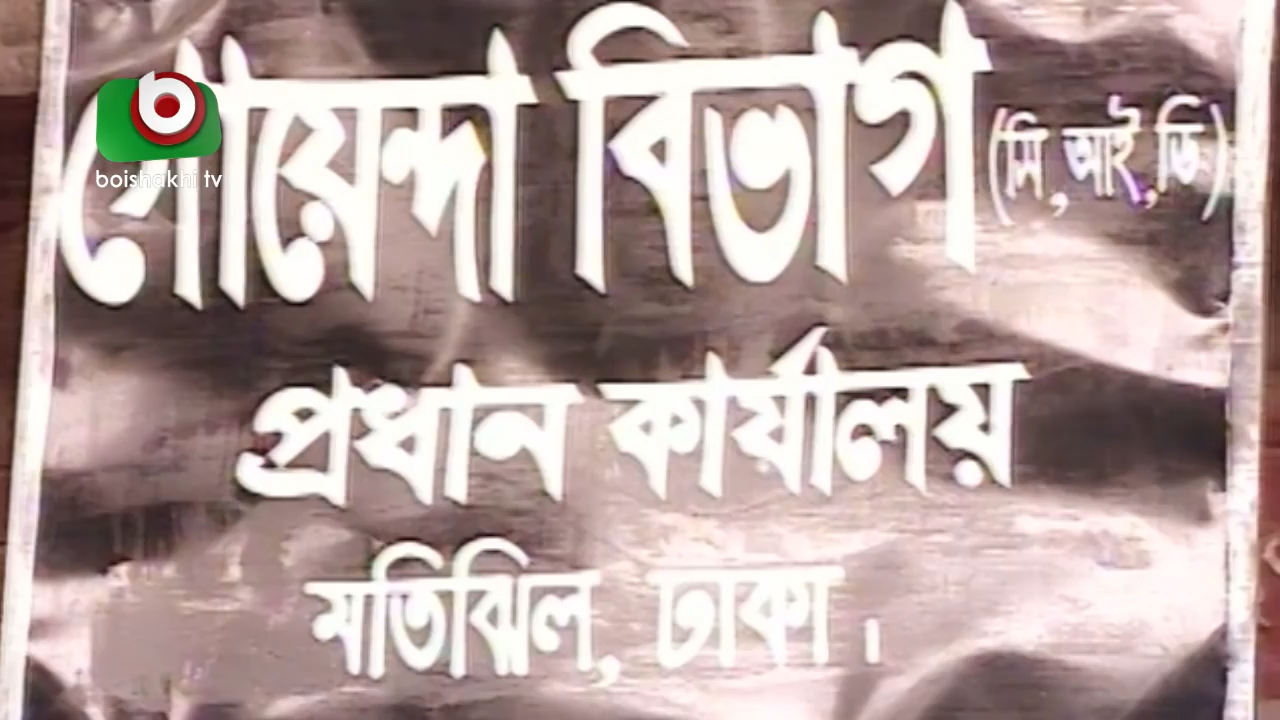 গোয়েন্দা বিভাগ (সি,আই,ডি)
boishakhi tv
প্রধান কার্যালয়
মতিঝিল, ঢাকা।